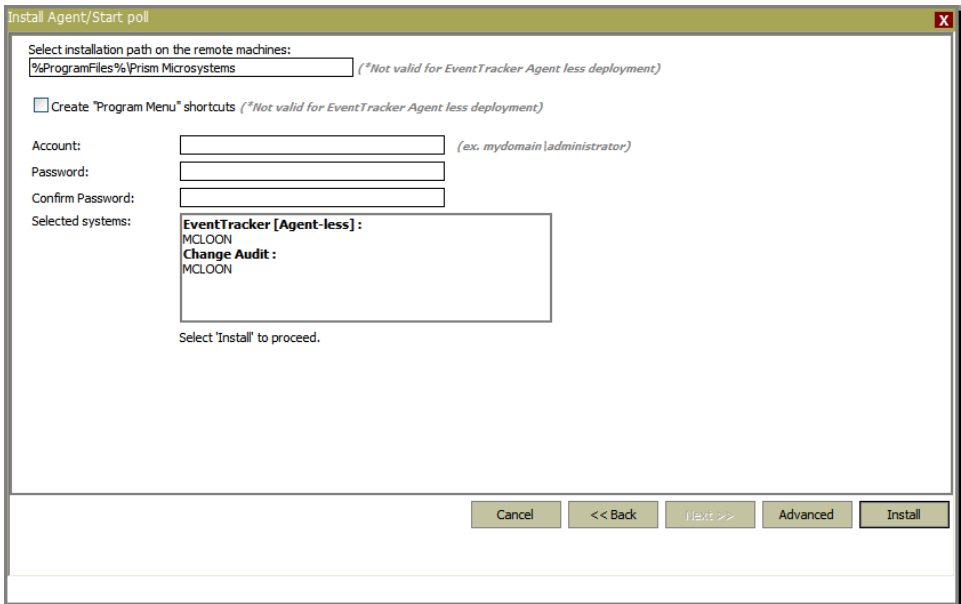 Install Agent/Start poll
X
Select installation path on the remote machines:
%ProgramFiles%\Prism Microsystems (*Not valid for EventTracker Agent less deployment)
Create "Program Menu" shortcuts (*Not valid for EventTracker Agent less deployment)
Account: (ex. mydomain\administrator)
Password:
Confirm Password:
Selected systems:
EventTracker [Agent-less] :
MCLOON
Change Audit :
MCLOON
Select 'Install' to proceed.
Cancel << Back Next >> Advanced Install